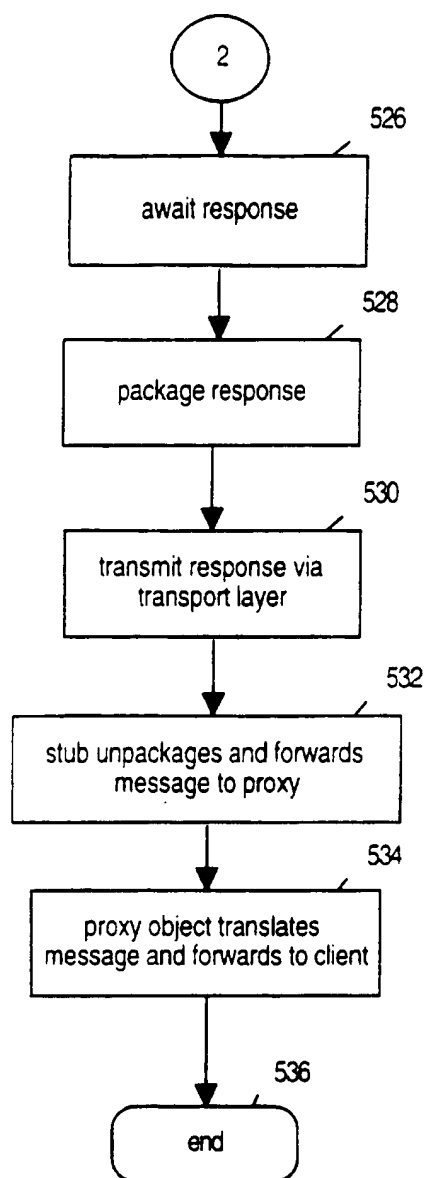 2
526
await response
528
package response
530
transmit response via
transport layer
532
stub unpackages and forwards
message to proxy
534
proxy object translates
message and forwards to client
536
end